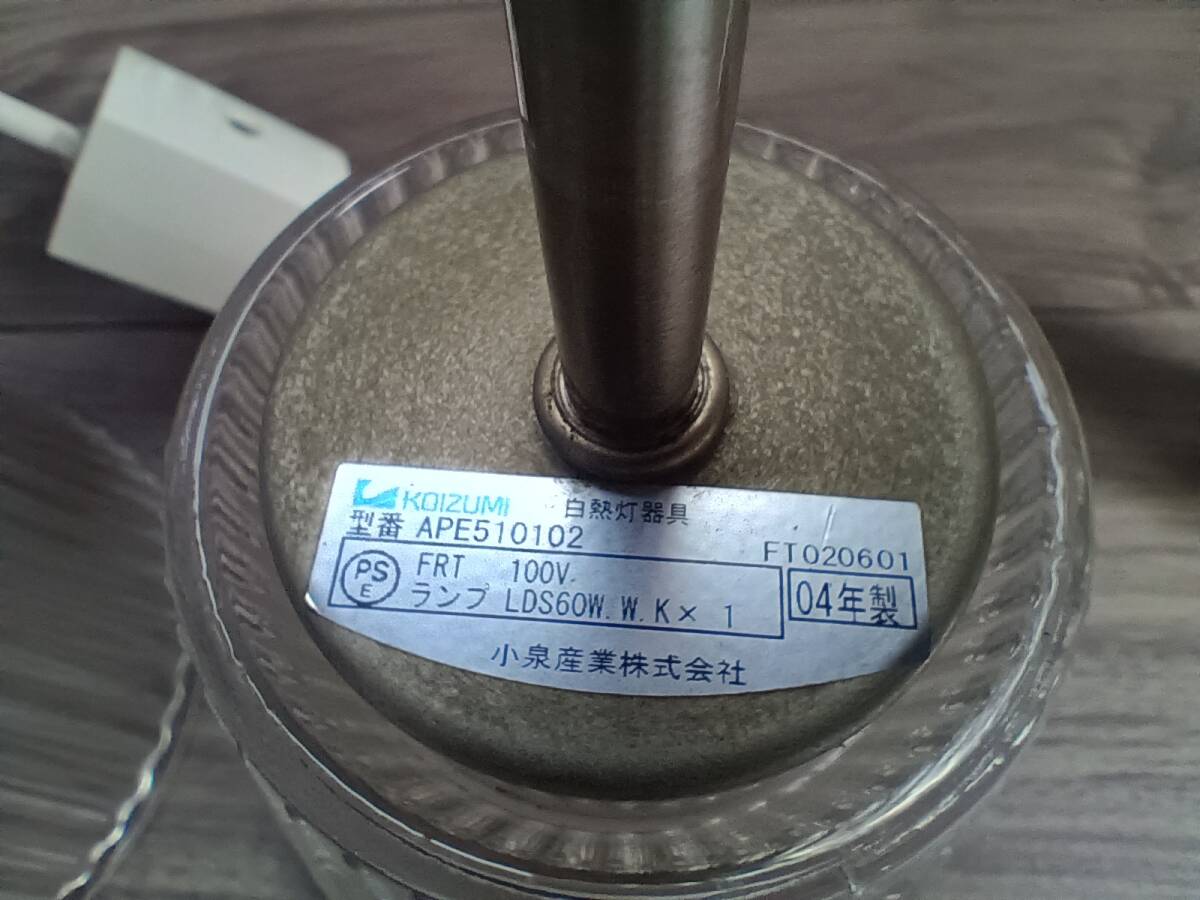 KOIZUMI 白熱灯器具
型番 APE510102
FT020601
PS
E
FRT 100V
ランプ LDS60W.W.K× 1
04年製
小泉産業株式会社